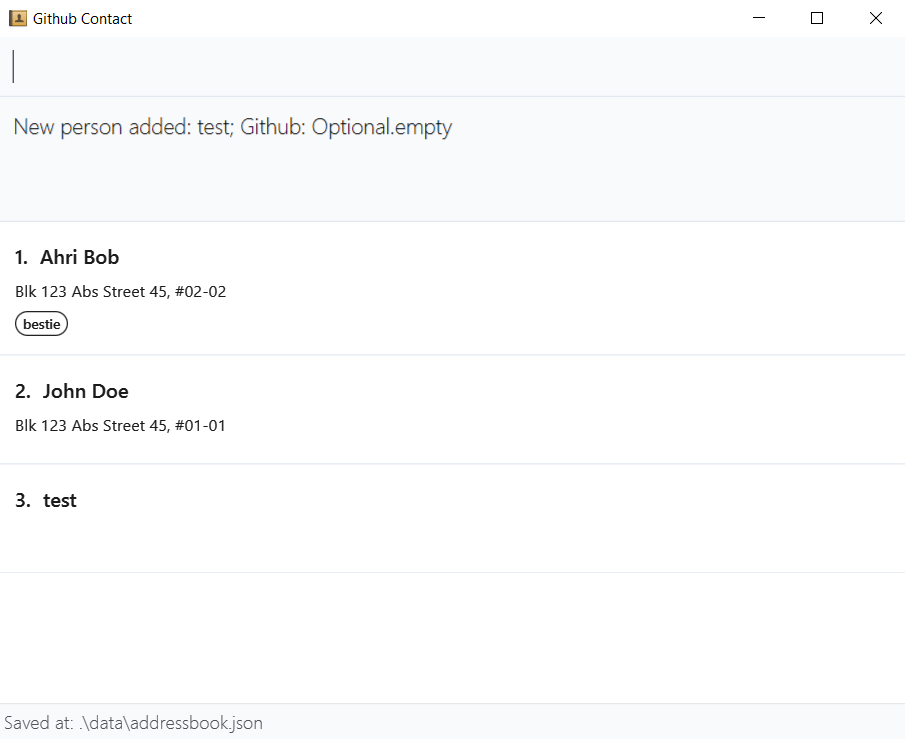 Github Contact
New person added: test; Github: Optional.empty
1. Ahri Bob
Blk 123 Abs Street 45, #02-02
bestie
2. John Doe
Blk 123 Abs Street 45, #01-01
3. test
Saved at: .\data\addressbook.json